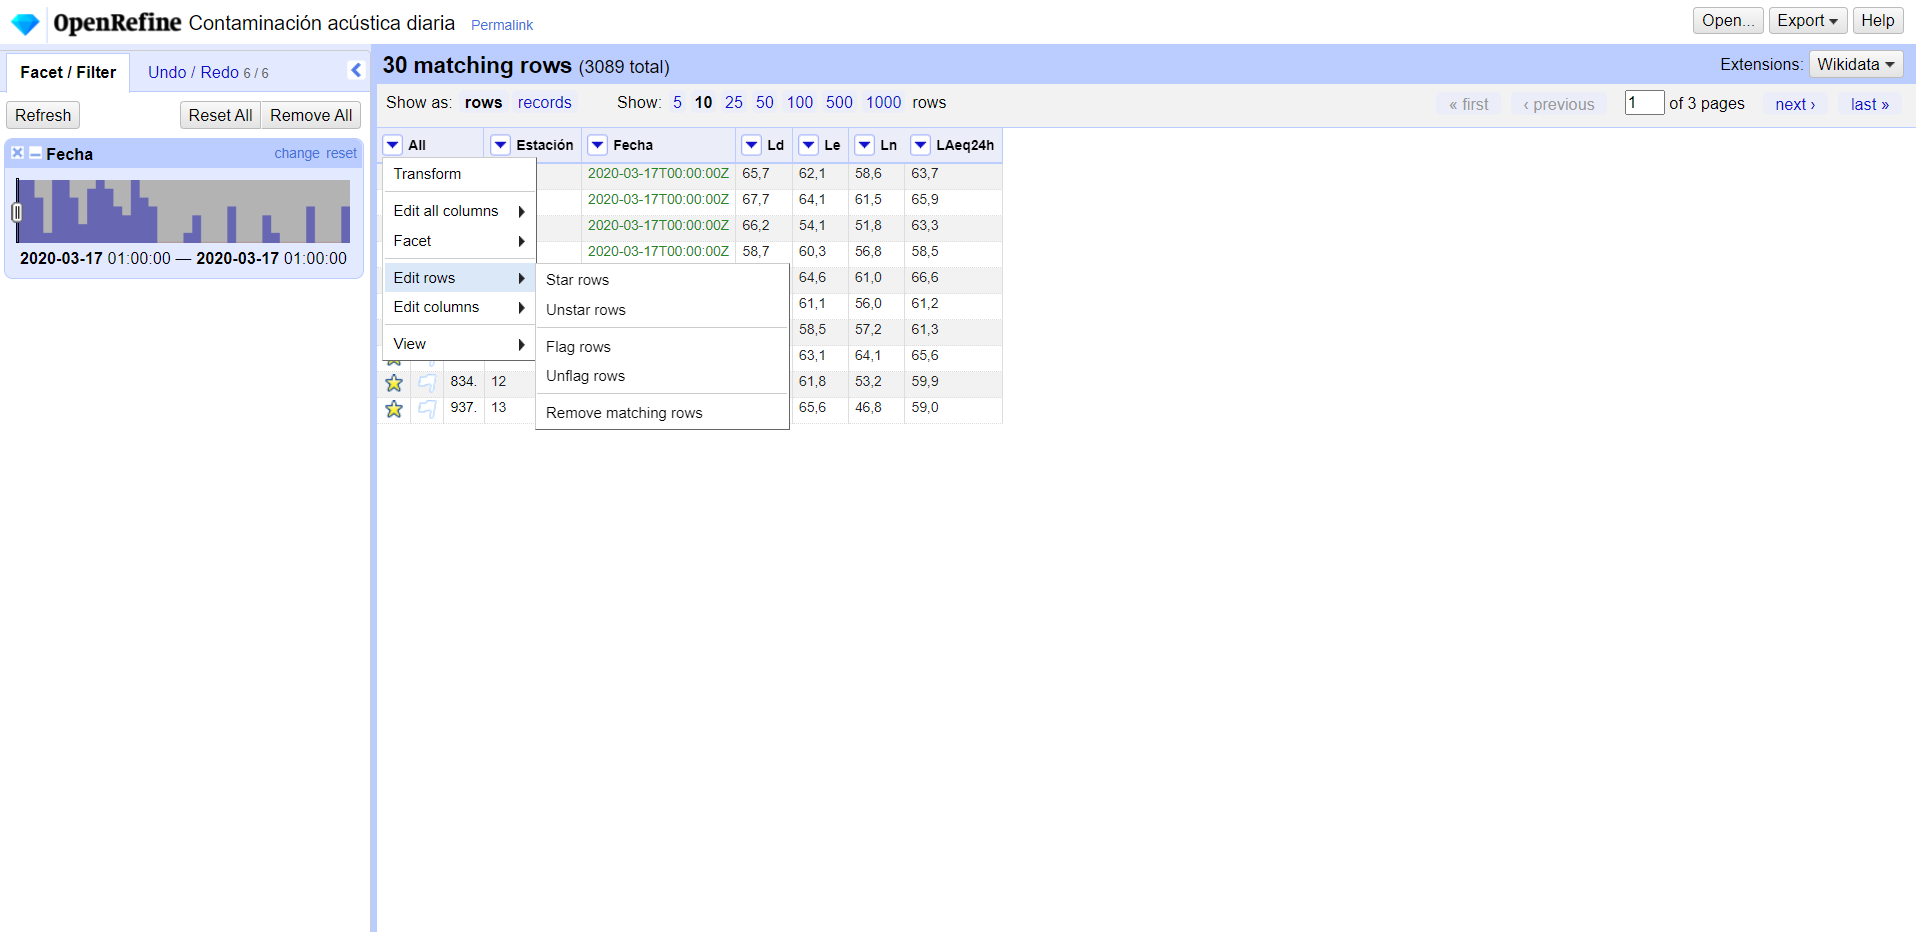 OpenRefine Contaminación acústica diaria Permalink Open... Export Help
Facet / Filter Undo / Redo 6 / 6
30 matching rows (3089 total) Extensions: Wikidata
Refresh Reset All Remove All
Show as: rows records Show: 5 10 25 50 100 500 1000 rows « first ‹ previous 1 of 3 pages next › last »
Fecha change reset
2020-03-17 01:00:00 — 2020-03-17 01:00:00
All Estación Fecha Ld Le Ln LAeq24h
2020-03-17T00:00:00Z 65,7 62,1 58,6 63,7
2020-03-17T00:00:00Z 67,7 64,1 61,5 65,9
2020-03-17T00:00:00Z 66,2 54,1 51,8 63,3
2020-03-17T00:00:00Z 58,7 60,3 56,8 58,5
64,6 61,0 66,6
61,1 56,0 61,2
58,5 57,2 61,3
63,1 64,1 65,6
834. 12 61,8 53,2 59,9
937. 13 65,6 46,8 59,0
Transform
Edit all columns
Facet
Edit rows
Edit columns
View
Star rows
Unstar rows
Flag rows
Unflag rows
Remove matching rows